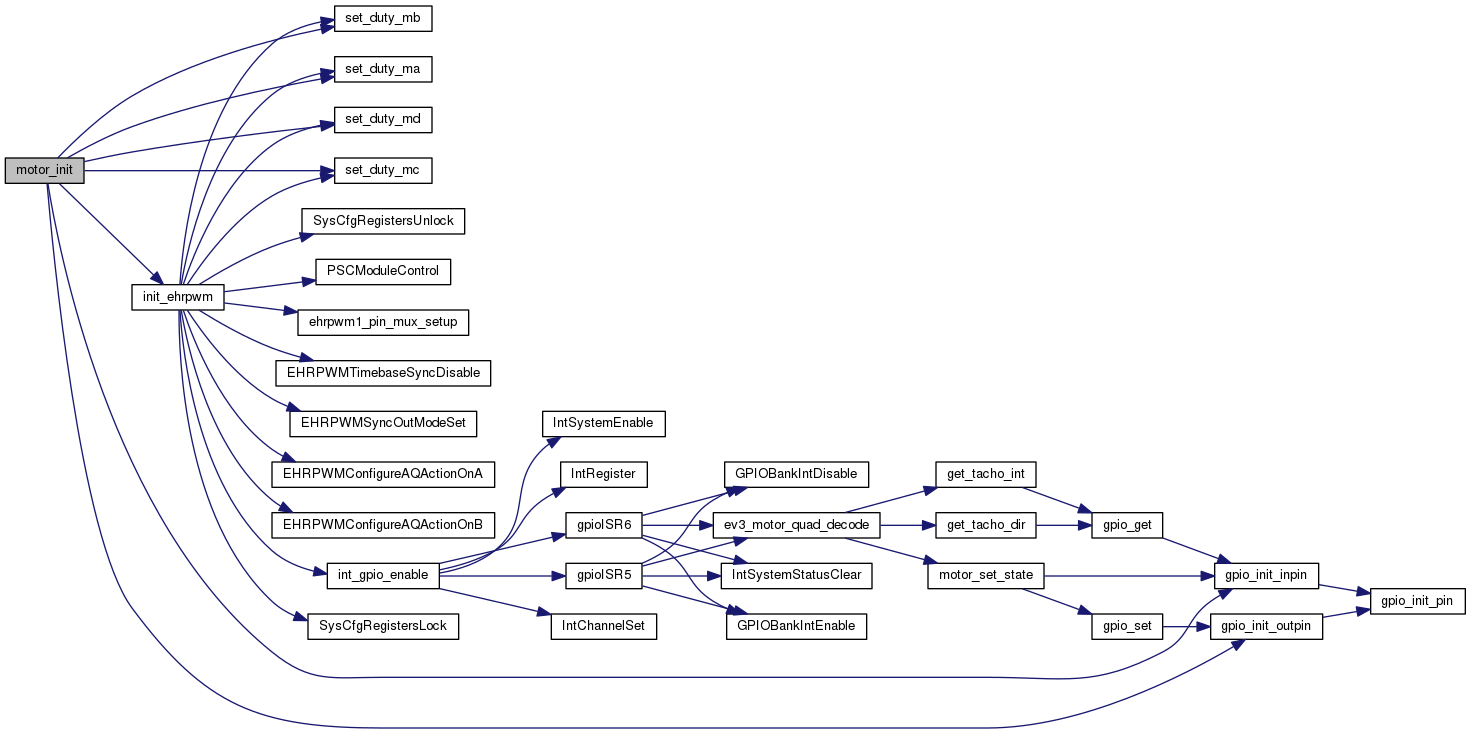 set_duty_mb
set_duty_ma
set_duty_md
motor_init
set_duty_mc
SysCfgRegistersUnlock
PSCModuleControl
init_ehrpwm
ehrpwm1_pin_mux_setup
EHRPWMTimebaseSyncDisable
EHRPWMSyncOutModeSet
IntSystemEnable
EHRPWMConfigureAQActionOnA
IntRegister
GPIOBankIntDisable
get_tacho_int
EHRPWMConfigureAQActionOnB
gpioISR6
ev3_motor_quad_decode
get_tacho_dir
gpio_get
int_gpio_enable
gpioISR5
IntSystemStatusClear
motor_set_state
gpio_init_inpin
gpio_init_pin
SysCfgRegistersLock
IntChannelSet
GPIOBankIntEnable
gpio_set
gpio_init_outpin